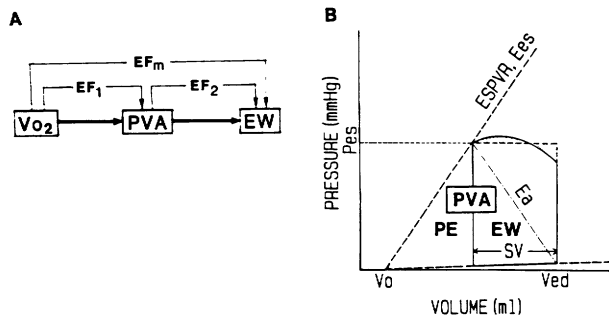 A
EFm
EF1
EF2
Vo2
PVA
EW
B
PRESSURE (mmHg)
Pes
ESPVR, Ees
PVA
Ea
PE
EW
SV
Vo
Ved
VOLUME (ml)